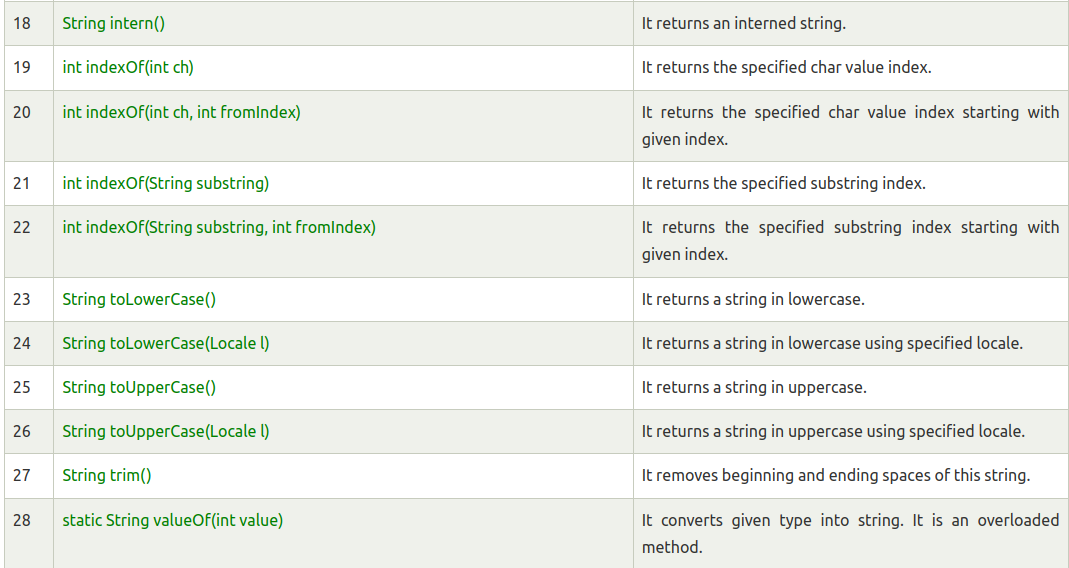 18 String intern() It returns an interned string.
19 int indexOf(int ch) It returns the specified char value index.
20 int indexOf(int ch, int fromIndex) It returns the specified char value index starting with
given index.
21 int indexOf(String substring) It returns the specified substring index.
22 int indexOf(String substring, int fromIndex) It returns the specified substring index starting with
given index.
23 String toLowerCase() It returns a string in lowercase.
24 String toLowerCase(Locale l) It returns a string in lowercase using specified locale.
25 String toUpperCase() It returns a string in uppercase.
26 String toUpperCase(Locale l) It returns a string in uppercase using specified locale.
27 String trim() It removes beginning and ending spaces of this string.
28 static String valueOf(int value) It converts given type into string. It is an overloaded
method.